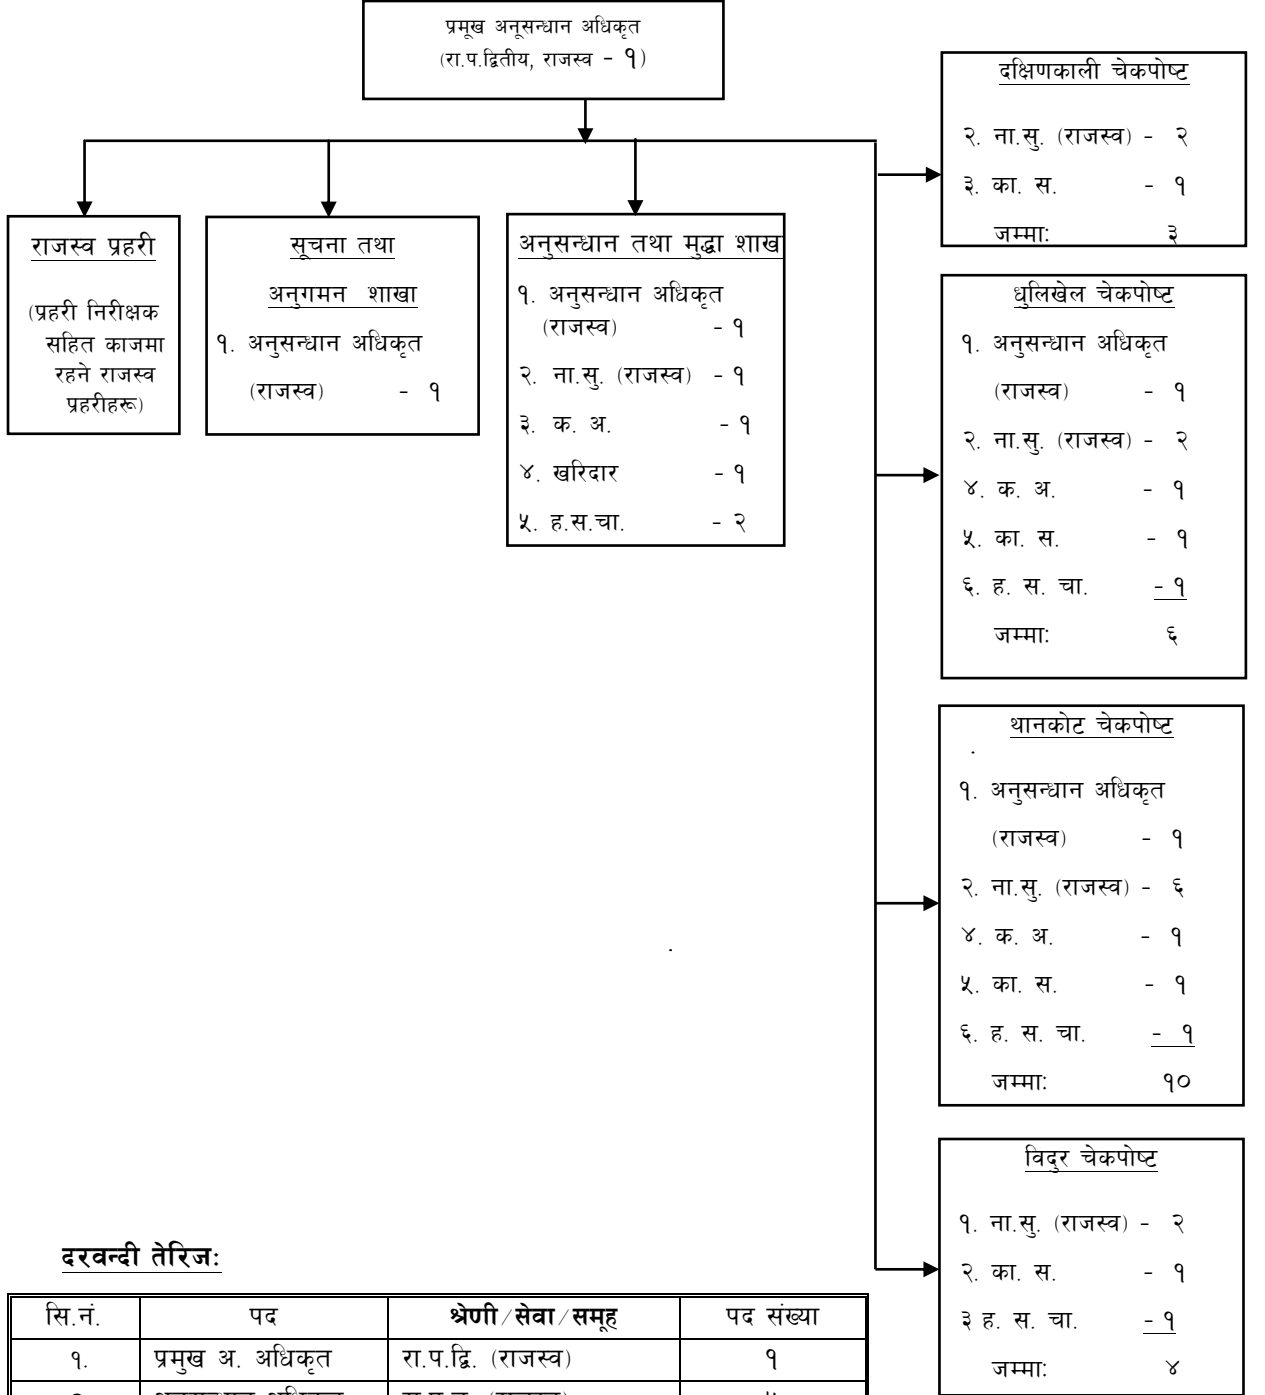 प्रमूख अनूसन्धान अधिकृत
(रा.प.द्वितीय, राजस्व - १)
राजस्व प्रहरी
(प्रहरी निरीक्षक
सहित काजमा
रहने राजस्व
प्रहरीहरू)
सूचना तथा
अनुगमन शाखा
१. अनुसन्धान अधिकृत
(राजस्व) - १
अनुसन्धान तथा मुद्धा शाखा
१. अनुसन्धान अधिकृत
(राजस्व) - १
२. ना.सु. (राजस्व) - १
३. क. अ. - १
४. खरिदार - १
५. ह.स.चा. - २
दक्षिणकाली चेकपोष्ट
२. ना.सु. (राजस्व) - २
३. का. स. - १
जम्मा: ३
धुलिखेल चेकपोष्ट
१. अनुसन्धान अधिकृत
(राजस्व) - १
२. ना.सु. (राजस्व) - २
४. क. अ. - १
५. का. स. - १
६. ह. स. चा. - १
जम्मा: ६
थानकोट चेकपोष्ट
१. अनुसन्धान अधिकृत
(राजस्व) - १
२. ना.सु. (राजस्व) - ६
४. क. अ. - १
५. का. स. - १
६. ह. स. चा. - १
जम्मा: १०
विदुर चेकपोष्ट
१. ना.सु. (राजस्व) - २
२. का. स. - १
३ ह. स. चा. - १
जम्मा: ४
दरवन्दी तेरिजः
सि.नं. पद श्रेणी/सेवा/समूह पद संख्या
१. प्रमुख अ. अधिकृत रा.प.द्वि. (राजस्व) १